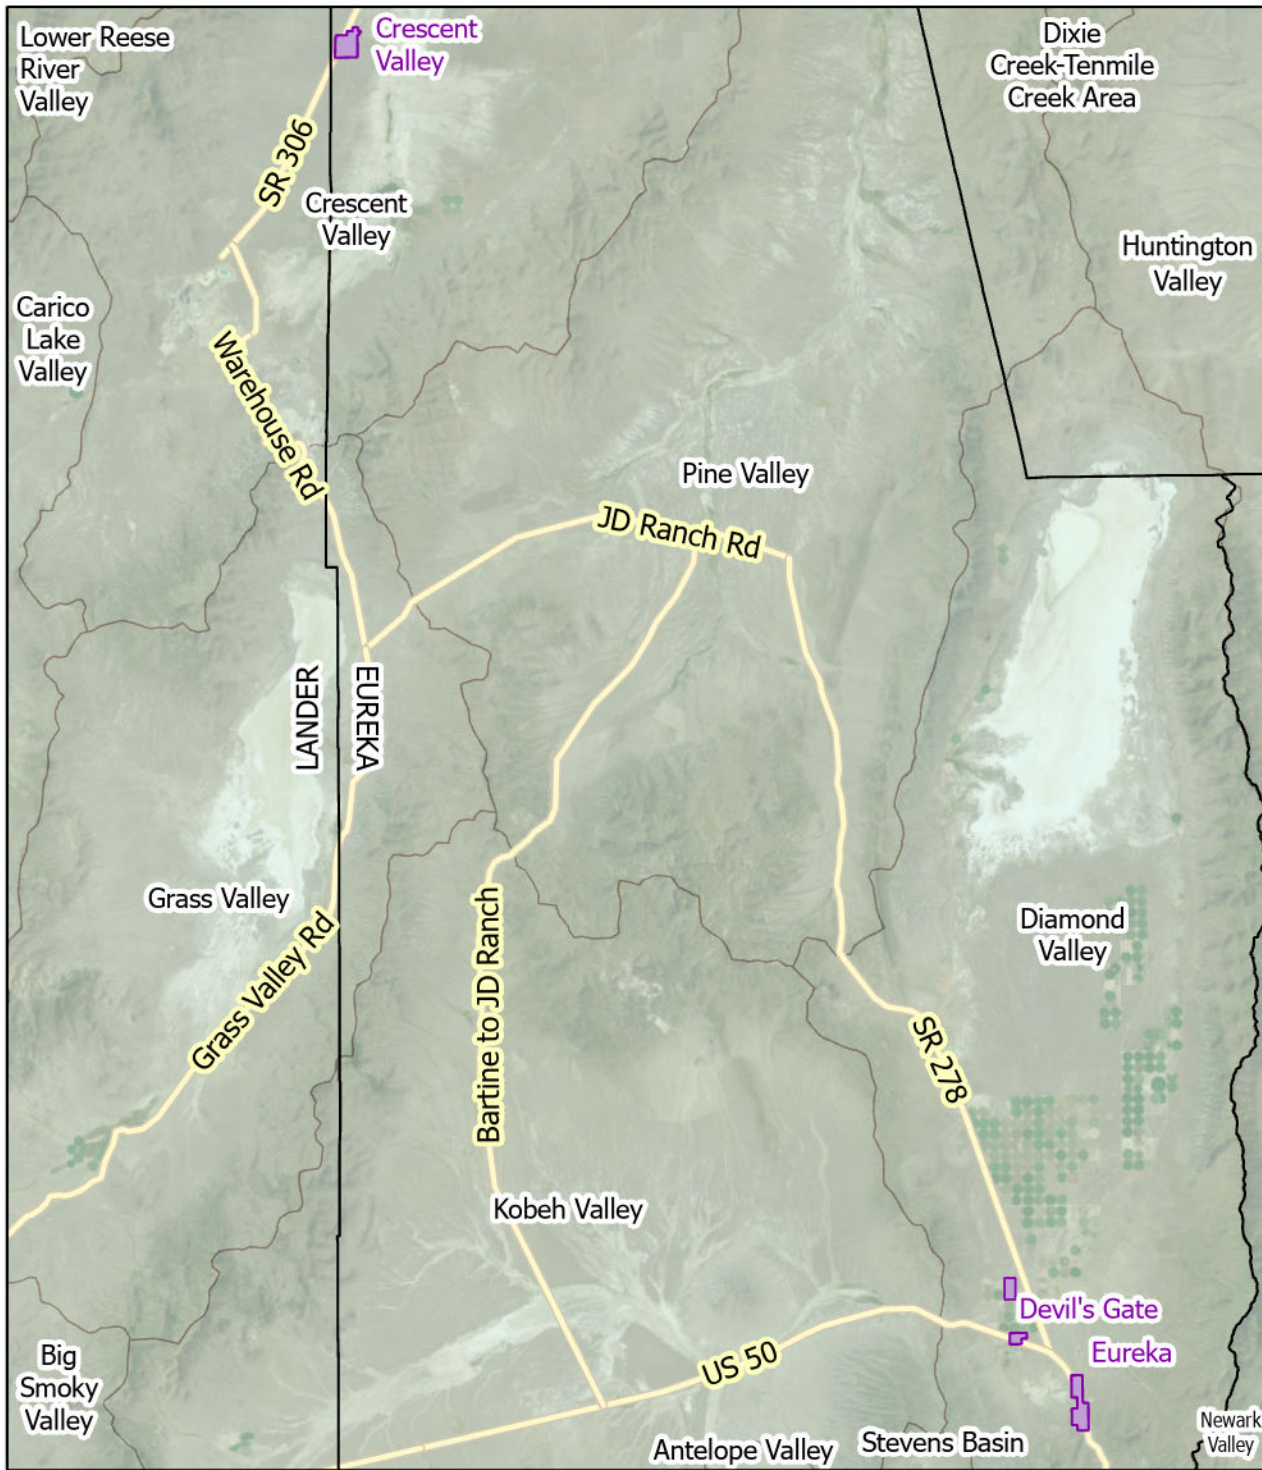 Lower Reese
River
Valley
Crescent
Valley
Dixie
Creek-Tenmile
Creek Area
SR 306
Crescent
Valley
Huntington
Valley
Carico
Lake
Valley
Warehouse Rd
Pine Valley
JD Ranch Rd
LANDER
EUREKA
Grass Valley
Diamond
Valley
Grass Valley Rd
Bartine to JD Ranch
SR 278
Kobeh Valley
Devil's Gate
Eureka
US 50
Big
Smoky
Valley
Antelope Valley
Stevens Basin
Newark
Valley